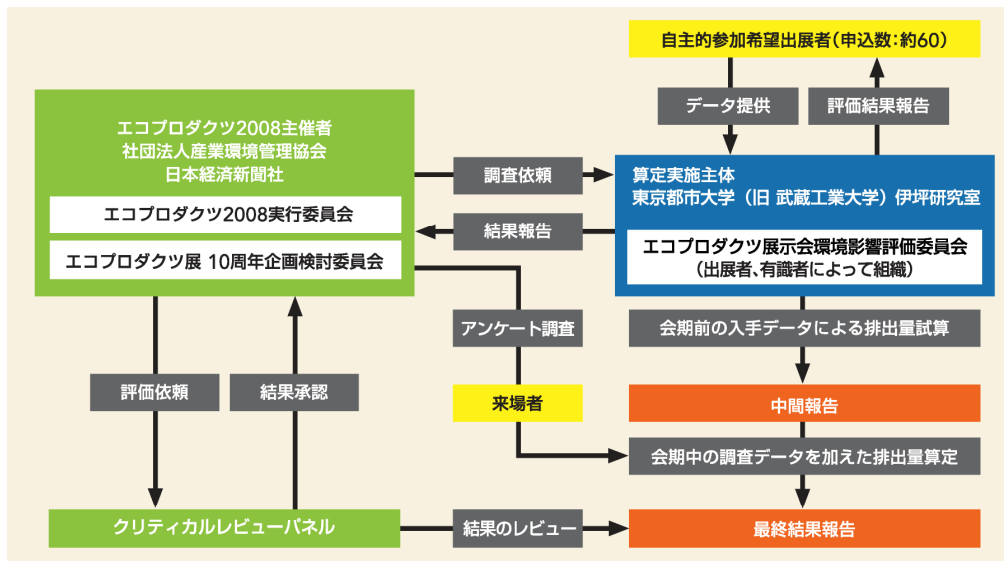 自主的参加希望出展者（申込数：約60）
データ提供
評価結果報告
エコプロダクツ2008主催者
社団法人産業環境管理協会
日本経済新聞社
エコプロダクツ2008実行委員会
エコプロダクツ展 10周年企画検討委員会
調査依頼
結果報告
算定実施主体
東京都市大学（旧 武蔵工業大学）伊坪研究室
エコプロダクツ展示会環境影響評価委員会
（出展者、有識者によって組織）
アンケート調査
会期前の入手データによる排出量試算
評価依頼
結果承認
来場者
中間報告
会期中の調査データを加えた排出量算定
クリティカルレビューパネル
結果のレビュー
最終結果報告